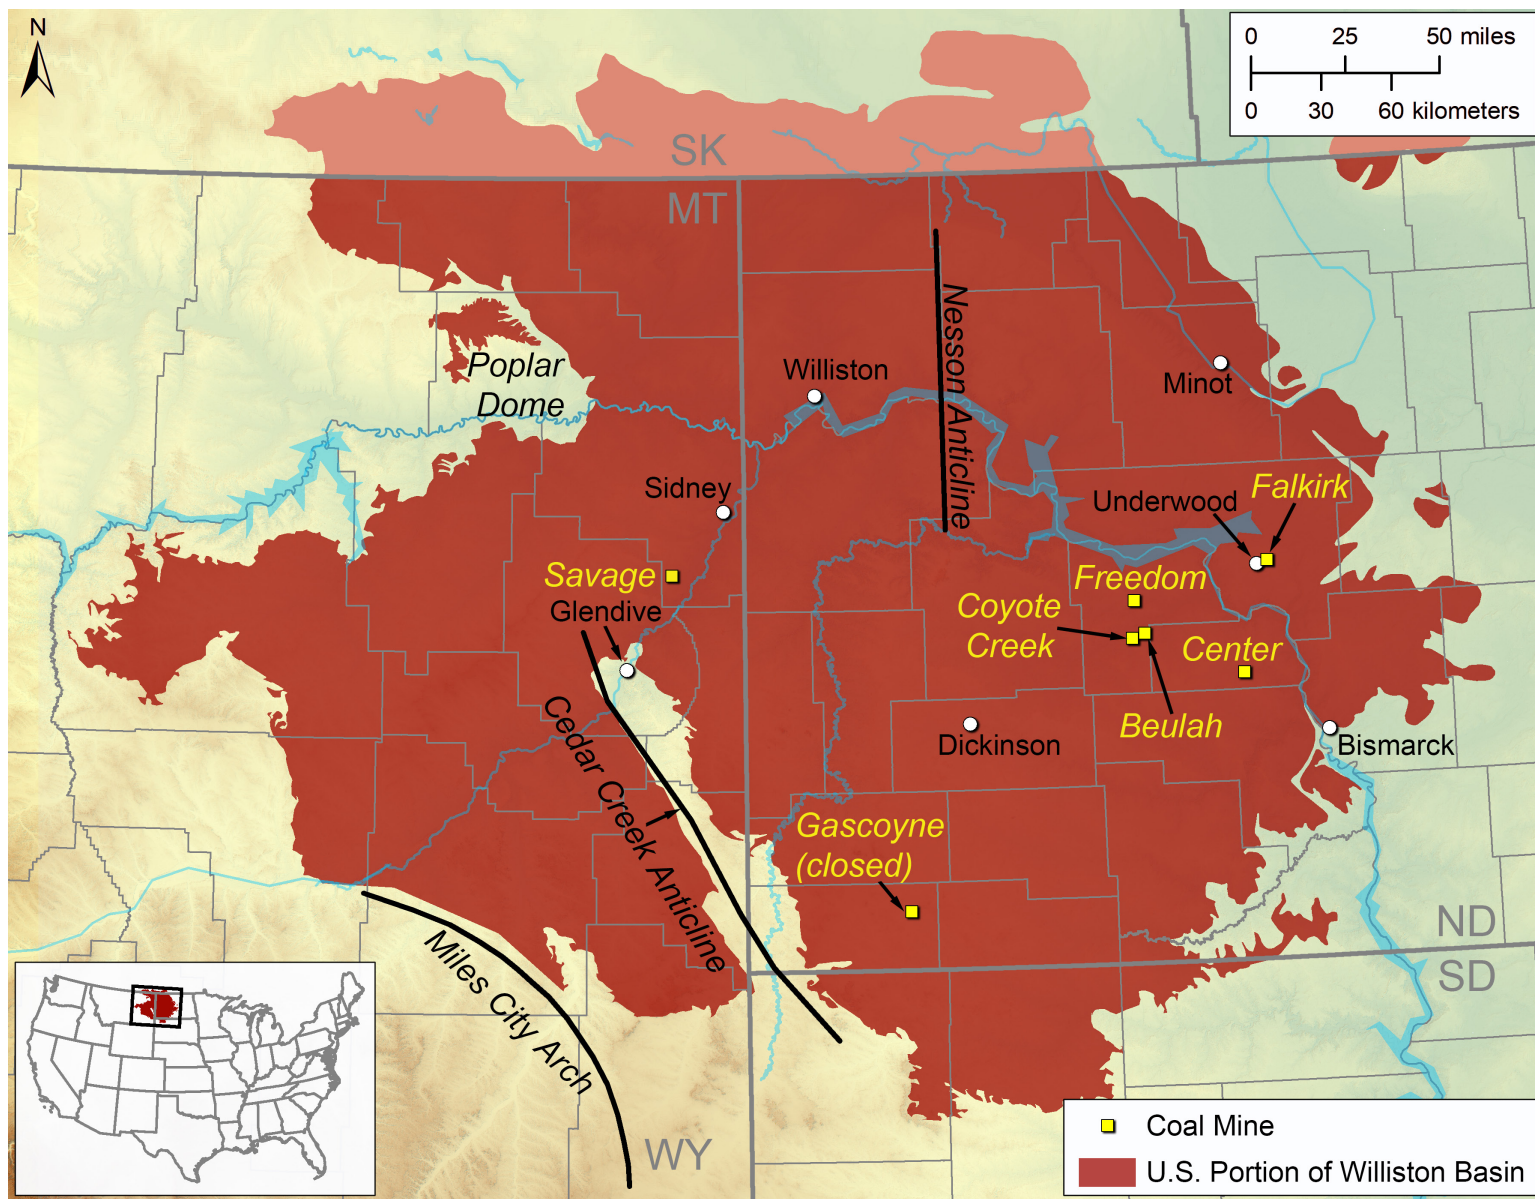 N
0 25 50 miles
0 30 60 kilometers
SK
MT
Poplar
Dome
Williston
Nesson Anticline
Minot
Sidney
Underwood
Falkirk
Savage
Glendive
Freedom
Coyote
Creek
Center
Beulah
Cedar Creek Anticline
Dickinson
Bismarck
Gascoyne
(closed)
Miles City Arch
ND
SD
WY
Coal Mine
U.S. Portion of Williston Basin